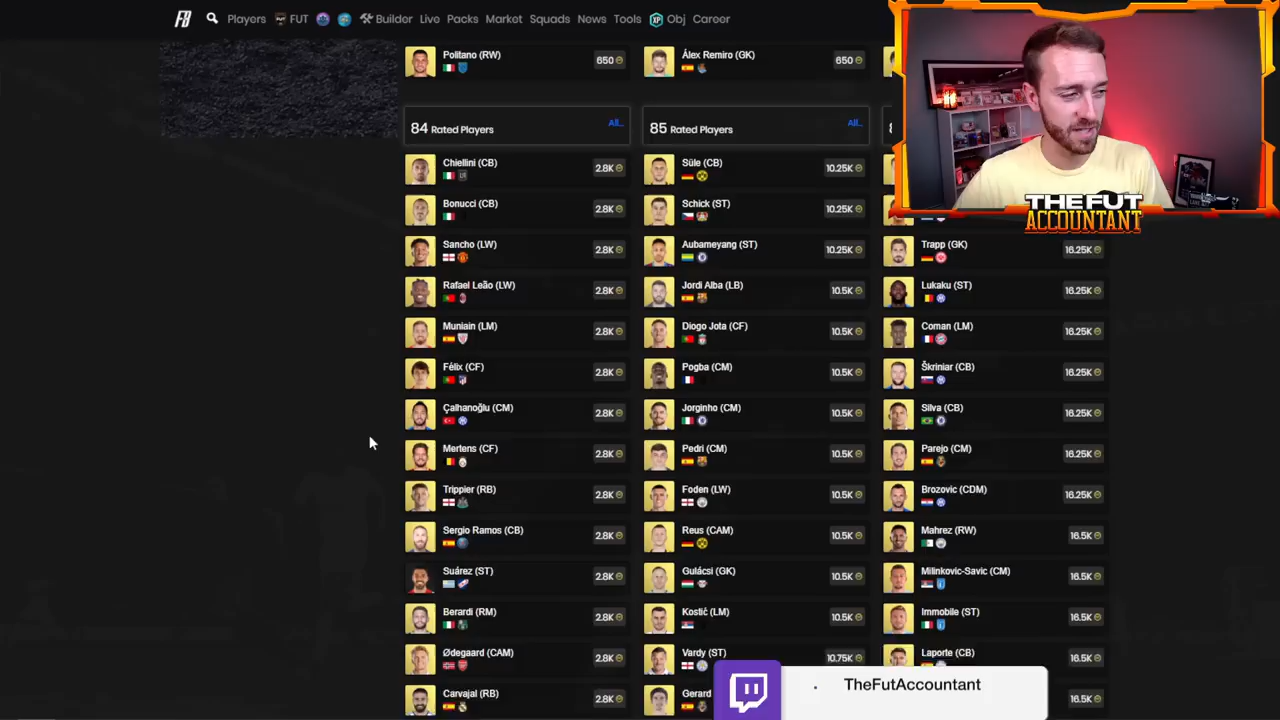 FB Players FUT Builder Live Packs Market Squads News Tools XP Obj Career
Politano (RW) 650
Álex Remiro (GK) 650
84 Rated Players All..
Chiellini (CB) 2.8K
Bonucci (CB) 2.8K
Sancho (LW) 2.8K
Rafael Leão (LW) 2.8K
Muniain (LM) 2.8K
Félix (CF) 2.8K
Çalhanoğlu (CM) 2.8K
Mertens (CF) 2.8K
Trippier (RB) 2.8K
Sergio Ramos (CB) 2.8K
Suárez (ST) 2.8K
Berardi (RM) 2.8K
Ødegaard (CAM) 2.8K
Carvajal (RB) 2.8K
85 Rated Players All..
Süle (CB) 10.25K
Schick (ST) 10.25K
Aubameyang (ST) 10.25K
Jordi Alba (LB) 10.5K
Diogo Jota (CF) 10.5K
Pogba (CM) 10.5K
Jorginho (CM) 10.5K
Pedri (CM) 10.5K
Foden (LW) 10.5K
Reus (CAM) 10.5K
Gulácsi (GK) 10.5K
Kostić (LM) 10.5K
Vardy (ST) 10.75K
Gerard
Trapp (GK) 16.25K
Lukaku (ST) 16.25K
Coman (LM) 16.25K
Škriniar (CB) 16.25K
Silva (CB) 16.25K
Parejo (CM) 16.25K
Brozovic (CDM) 16.25K
Mahrez (RW) 16.5K
Milinkovic-Savic (CM) 16.5K
Immobile (ST) 16.5K
Laporte (CB) 16.5K
16.5K
THE FUT
ACCOUNTANT
TheFutAccountant